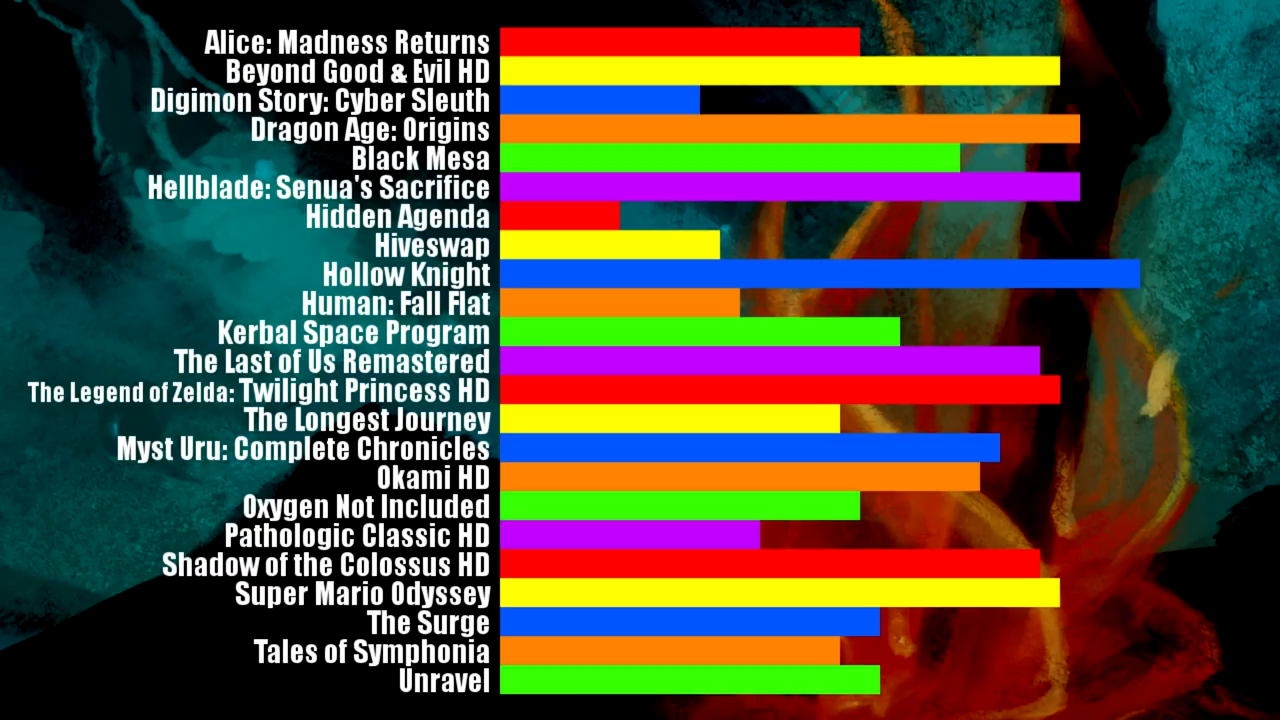 Alice: Madness Returns
Beyond Good & Evil HD
Digimon Story: Cyber Sleuth
Dragon Age: Origins
Black Mesa
Hellblade: Senua's Sacrifice
Hidden Agenda
Hiveswap
Hollow Knight
Human: Fall Flat
Kerbal Space Program
The Last of Us Remastered
The Legend of Zelda: Twilight Princess HD
The Longest Journey
Myst Uru: Complete Chronicles
Okami HD
Oxygen Not Included
Pathologic Classic HD
Shadow of the Colossus HD
Super Mario Odyssey
The Surge
Tales of Symphonia
Unravel